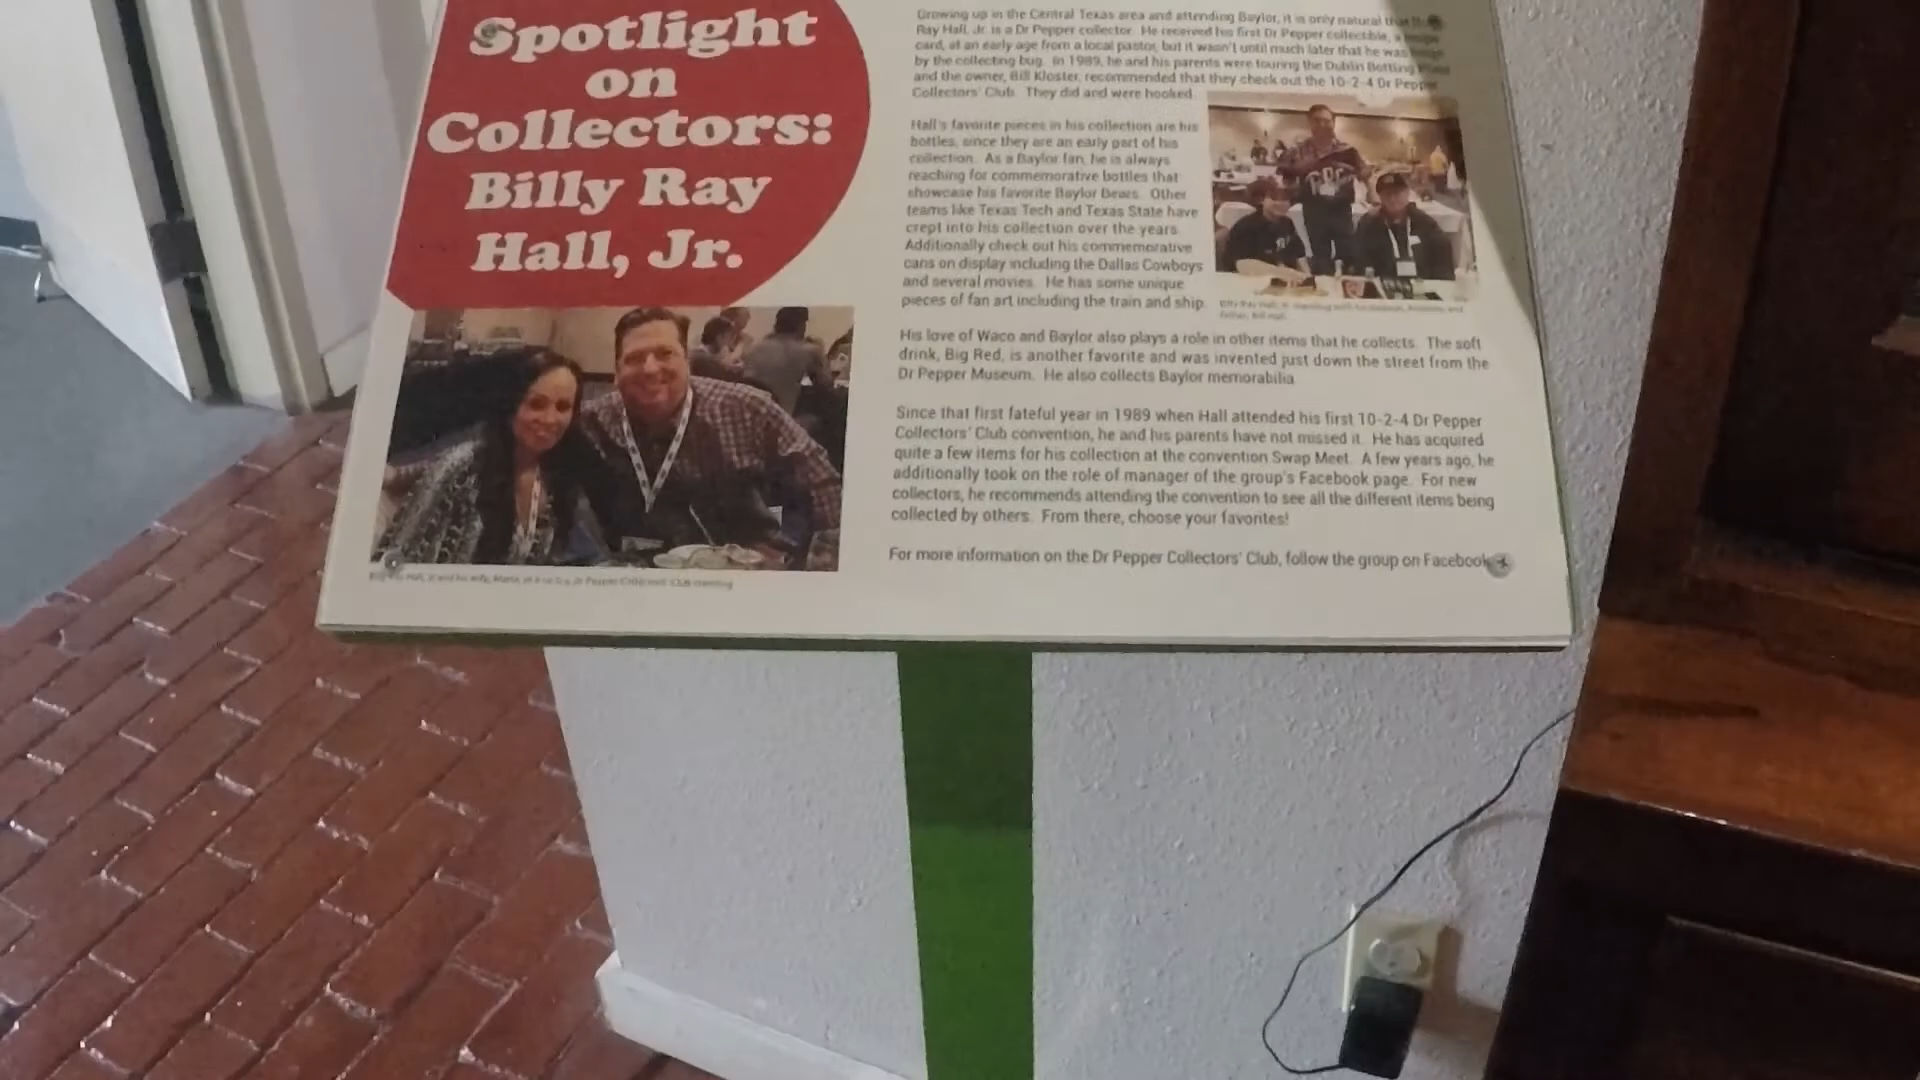 Spotlight
on
Collectors:
Billy Ray
Hall, Jr.
Growing up in the Central Texas area and attending Baylor, it is only natural that
Ray Hall, Jr. is a Dr Pepper collector. He received his first Dr Pepper collectible, a
card, at an early age from a local pastor, but it wasn't until much later that he was
by the collecting bug. In 1989, he and his parents were touring the Dublin Bottling
and the owner, Bill Kloster, recommended that they check out the 10-2-4 Dr Pepper
Collectors' Club. They did and were hooked.
Hall's favorite pieces in his collection are his
bottles, since they are an early part of his
collection. As a Baylor fan, he is always
reaching for commemorative bottles that
showcase his favorite Baylor Bears. Other
teams like Texas Tech and Texas State have
crept into his collection over the years.
Additionally check out his commemorative
cans on display including the Dallas Cowboys
and several movies. He has some unique
pieces of fan art including the train and ship.
father, Bill Hall.
His love of Waco and Baylor also plays a role in other items that he collects. The soft
drink, Big Red, is another favorite and was invented just down the street from the
Dr Pepper Museum. He also collects Baylor memorabilia.
Since that first fateful year in 1989 when Hall attended his first 10-2-4 Dr Pepper
Collectors' Club convention, he and his parents have not missed it. He has acquired
quite a few items for his collection at the convention Swap Meet. A few years ago, he
additionally took on the role of manager of the group's Facebook page. For new
collectors, he recommends attending the convention to see all the different items being
collected by others. From there, choose your favorites!
For more information on the Dr Pepper Collectors' Club, follow the group on Facebook
Hall, Jr and his wife, Dr Pepper Collectors' Club meeting